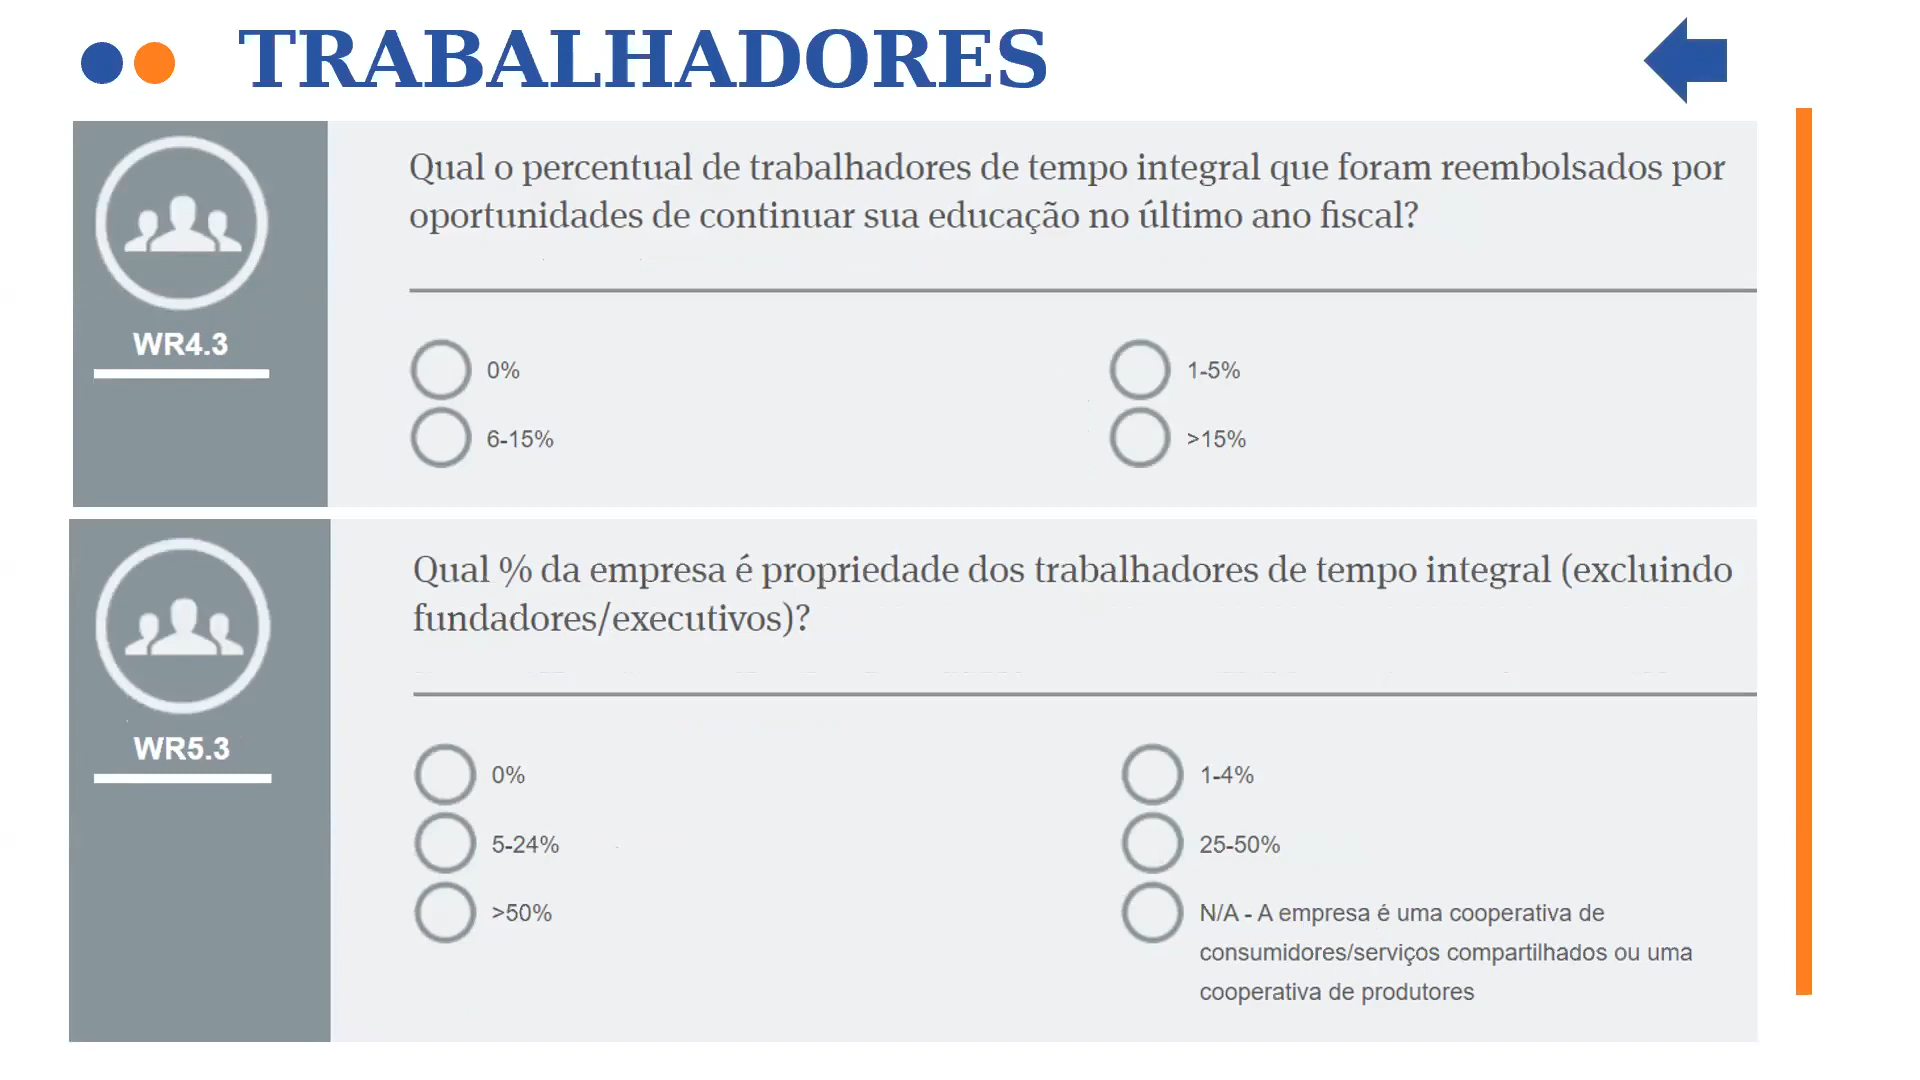 TRABALHADORES
WR4.3
Qual o percentual de trabalhadores de tempo integral que foram reembolsados por
oportunidades de continuar sua educação no último ano fiscal?
0%
1-5%
6-15%
>15%
WR5.3
Qual % da empresa é propriedade dos trabalhadores de tempo integral (excluindo
fundadores/executivos)?
0%
1-4%
5-24%
25-50%
>50%
N/A - A empresa é uma cooperativa de
consumidores/serviços compartilhados ou uma
cooperativa de produtores